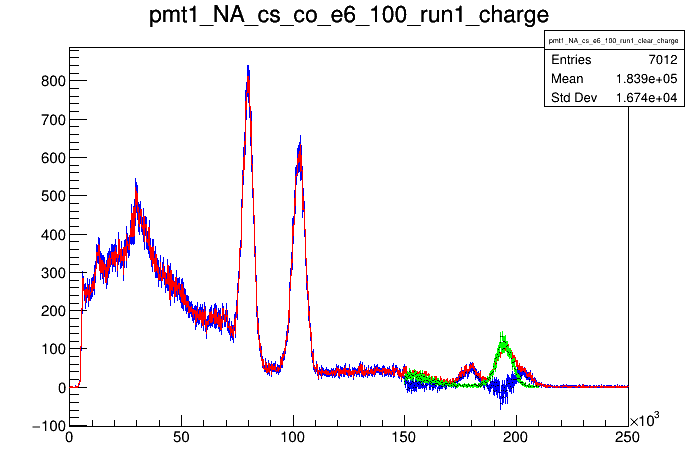 pmt1_NA_cs_co_e6_100_run1_charge
pmt1_NA_cs_e6_100_run1_clear_charge
Entries 7012
Mean 1.839e+05
Std Dev 1.674e+04
800
700
600
500
400
300
200
100
0
−100
0 50 100 150 200 250
×10³